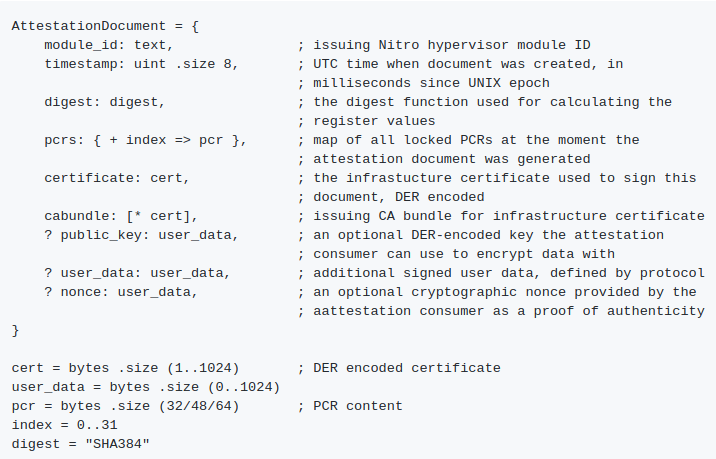 AttestationDocument = {
    module_id: text,               ; issuing Nitro hypervisor module ID
    timestamp: uint .size 8,       ; UTC time when document was created, in
                                   ; milliseconds since UNIX epoch
    digest: digest,                ; the digest function used for calculating the
                                   ; register values
    pcrs: { + index => pcr },      ; map of all locked PCRs at the moment the
                                   ; attestation document was generated
    certificate: cert,             ; the infrastucture certificate used to sign this
                                   ; document, DER encoded
    cabundle: [* cert],            ; issuing CA bundle for infrastructure certificate
    ? public_key: user_data,       ; an optional DER-encoded key the attestation
                                   ; consumer can use to encrypt data with
    ? user_data: user_data,        ; additional signed user data, defined by protocol
    ? nonce: user_data,            ; an optional cryptographic nonce provided by the
                                   ; aattestation consumer as a proof of authenticity
}

cert = bytes .size (1..1024)       ; DER encoded certificate
user_data = bytes .size (0..1024)
pcr = bytes .size (32/48/64)       ; PCR content
index = 0..31
digest = "SHA384"